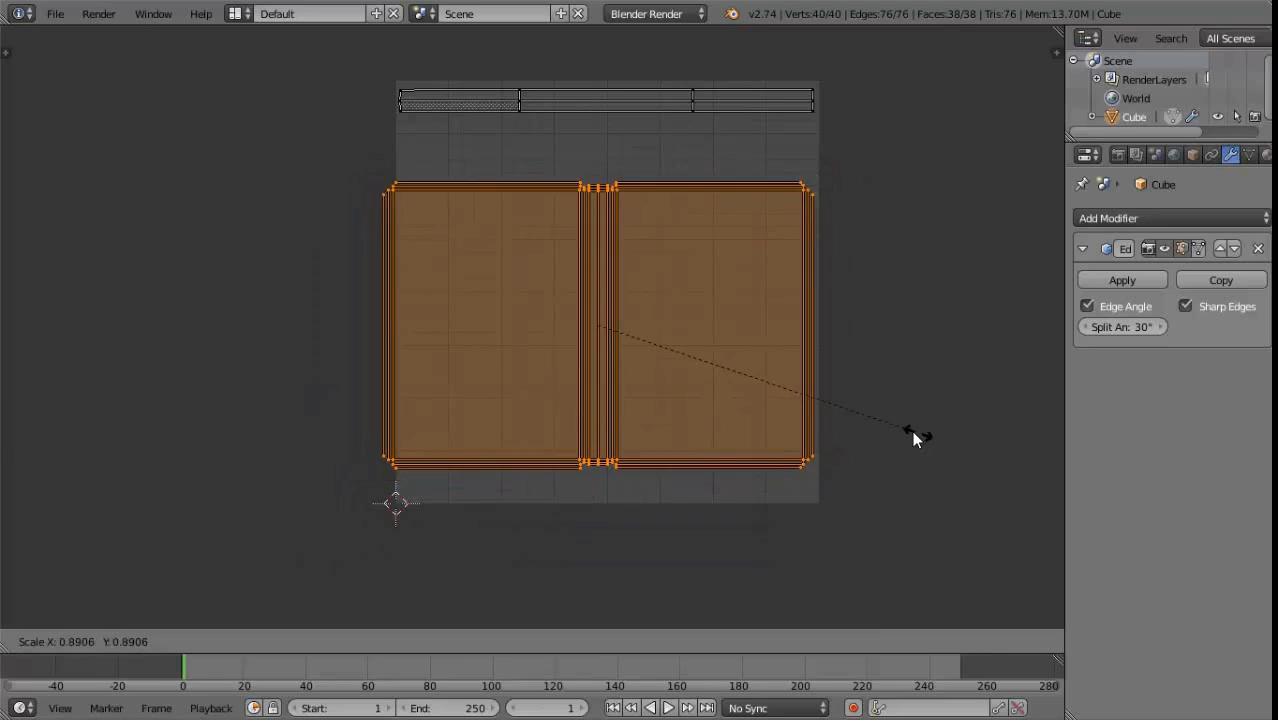 File Render Window Help Default Scene Blender Render v2.74 | Verts:40/40 | Edges:76/76 | Faces:38/38 | Tris:76 | Mem:13.70M | Cube
View Search All Scenes
Scene
RenderLayers
World
Cube
Cube
Add Modifier
Ed
Apply Copy
Edge Angle Sharp Edges
Split An: 30°
Scale X: 0.8906 Y: 0.8906
-40 -20 0 20 40 60 80 100 120 140 160 180 200 220 240 260 280
View Marker Frame Playback Start: 1 End: 250 1 No Sync